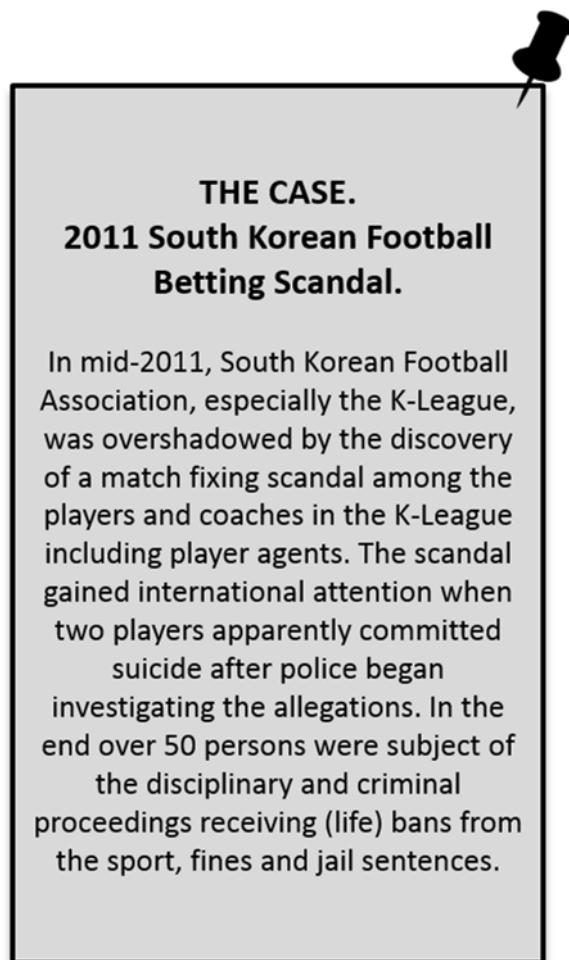 THE CASE.
2011 South Korean Football
Betting Scandal.
In mid-2011, South Korean Football
Association, especially the K-League,
was overshadowed by the discovery
of a match fixing scandal among the
players and coaches in the K-League
including player agents. The scandal
gained international attention when
two players apparently committed
suicide after police began
investigating the allegations. In the
end over 50 persons were subject of
the disciplinary and criminal
proceedings receiving (life) bans from
the sport, fines and jail sentences.